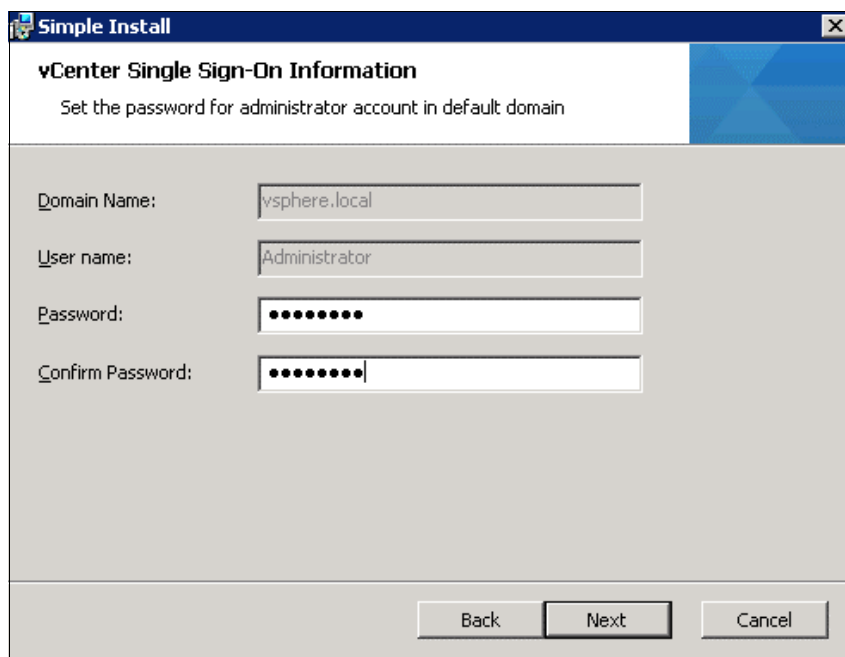 Simple Install
vCenter Single Sign-On Information
Set the password for administrator account in default domain
Domain Name: vsphere.local
User name: Administrator
Password: ●●●●●●●●
Confirm Password: ●●●●●●●●
Back Next Cancel